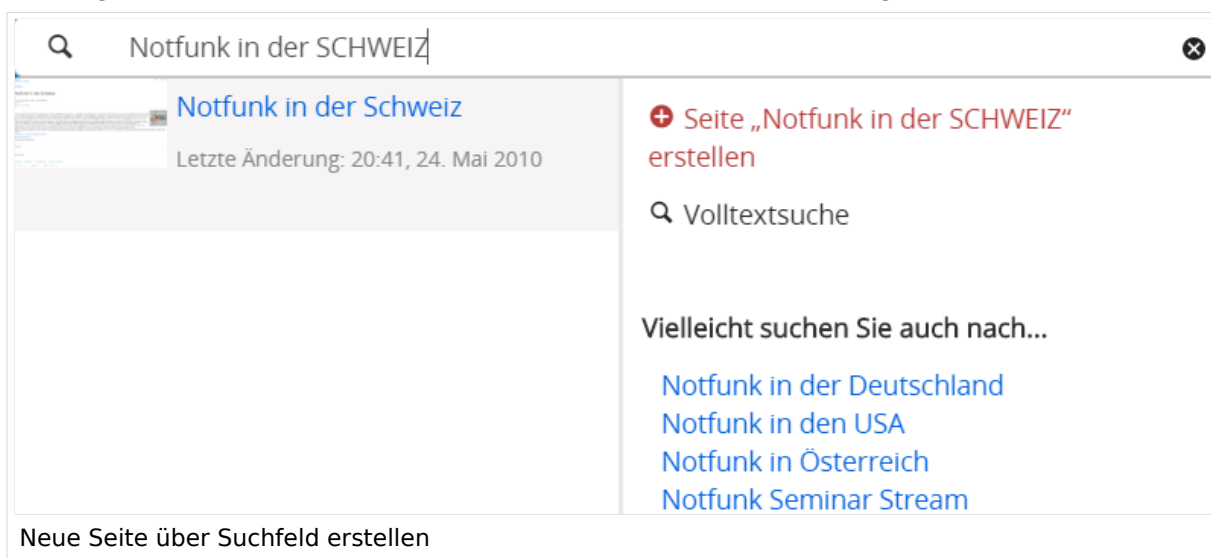 Notfunk in der SCHWEIZ
Notfunk in der Schweiz
Letzte Änderung: 20:41, 24. Mai 2010
Seite „Notfunk in der SCHWEIZ“
erstellen
Volltextsuche
Vielleicht suchen Sie auch nach...
Notfunk in der Deutschland
Notfunk in den USA
Notfunk in Österreich
Notfunk Seminar Stream
Neue Seite über Suchfeld erstellen